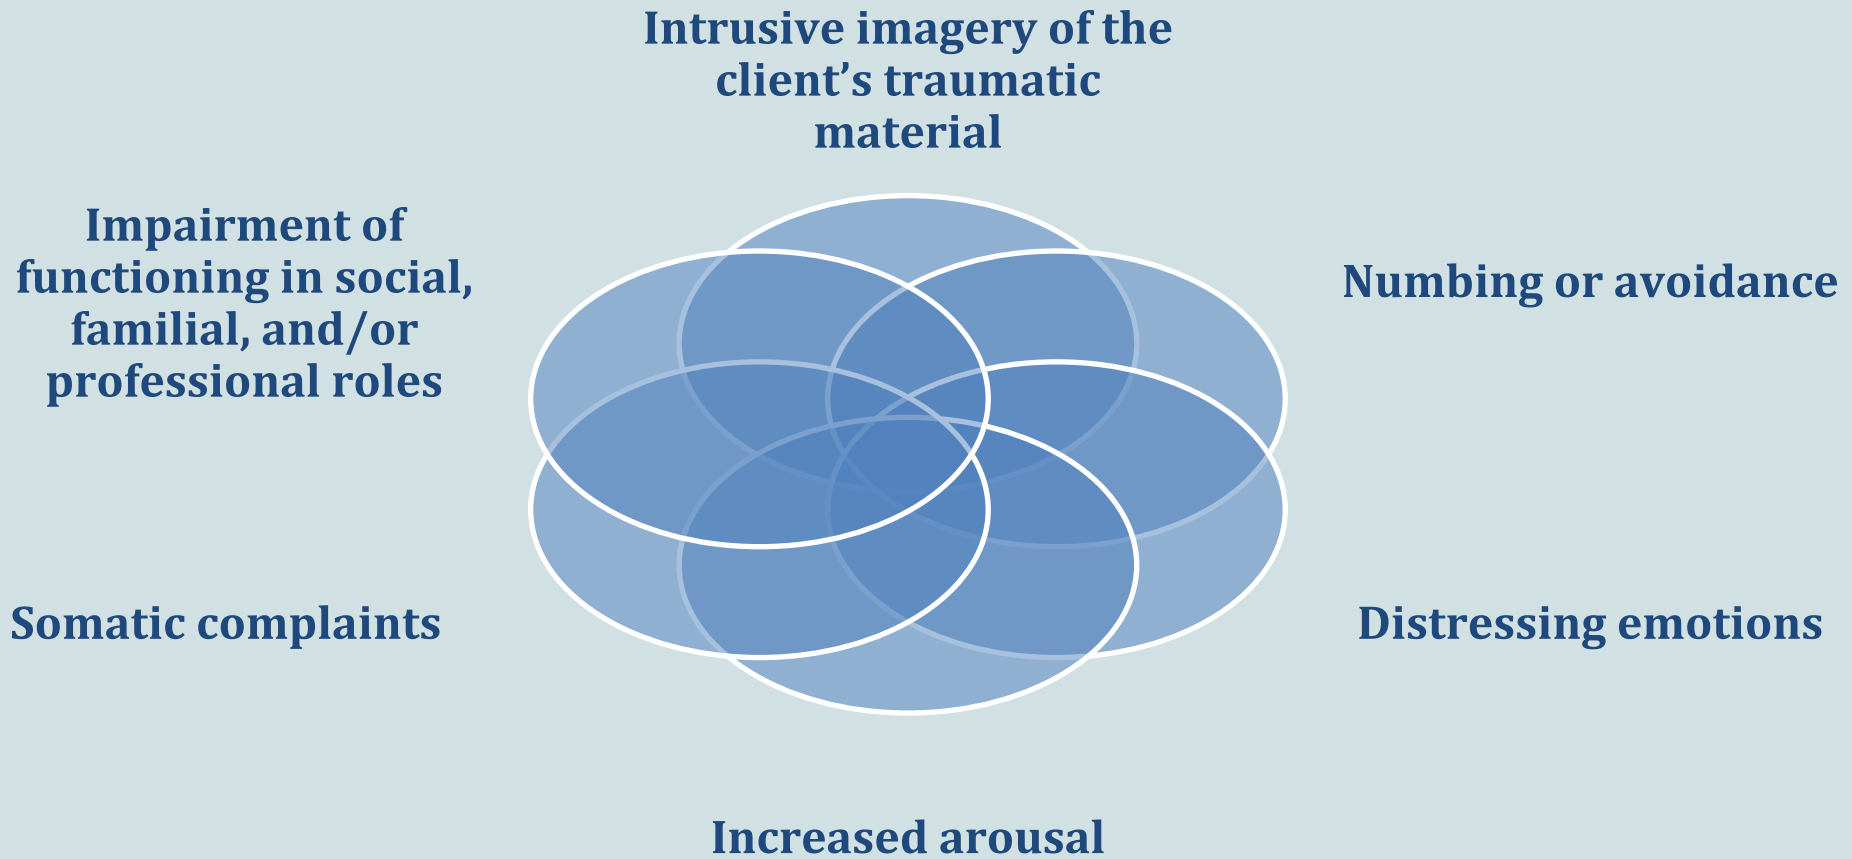 Intrusive imagery of the
client’s traumatic
material
Impairment of
functioning in social,
familial, and/or
professional roles
Numbing or avoidance
Somatic complaints
Distressing emotions
Increased arousal